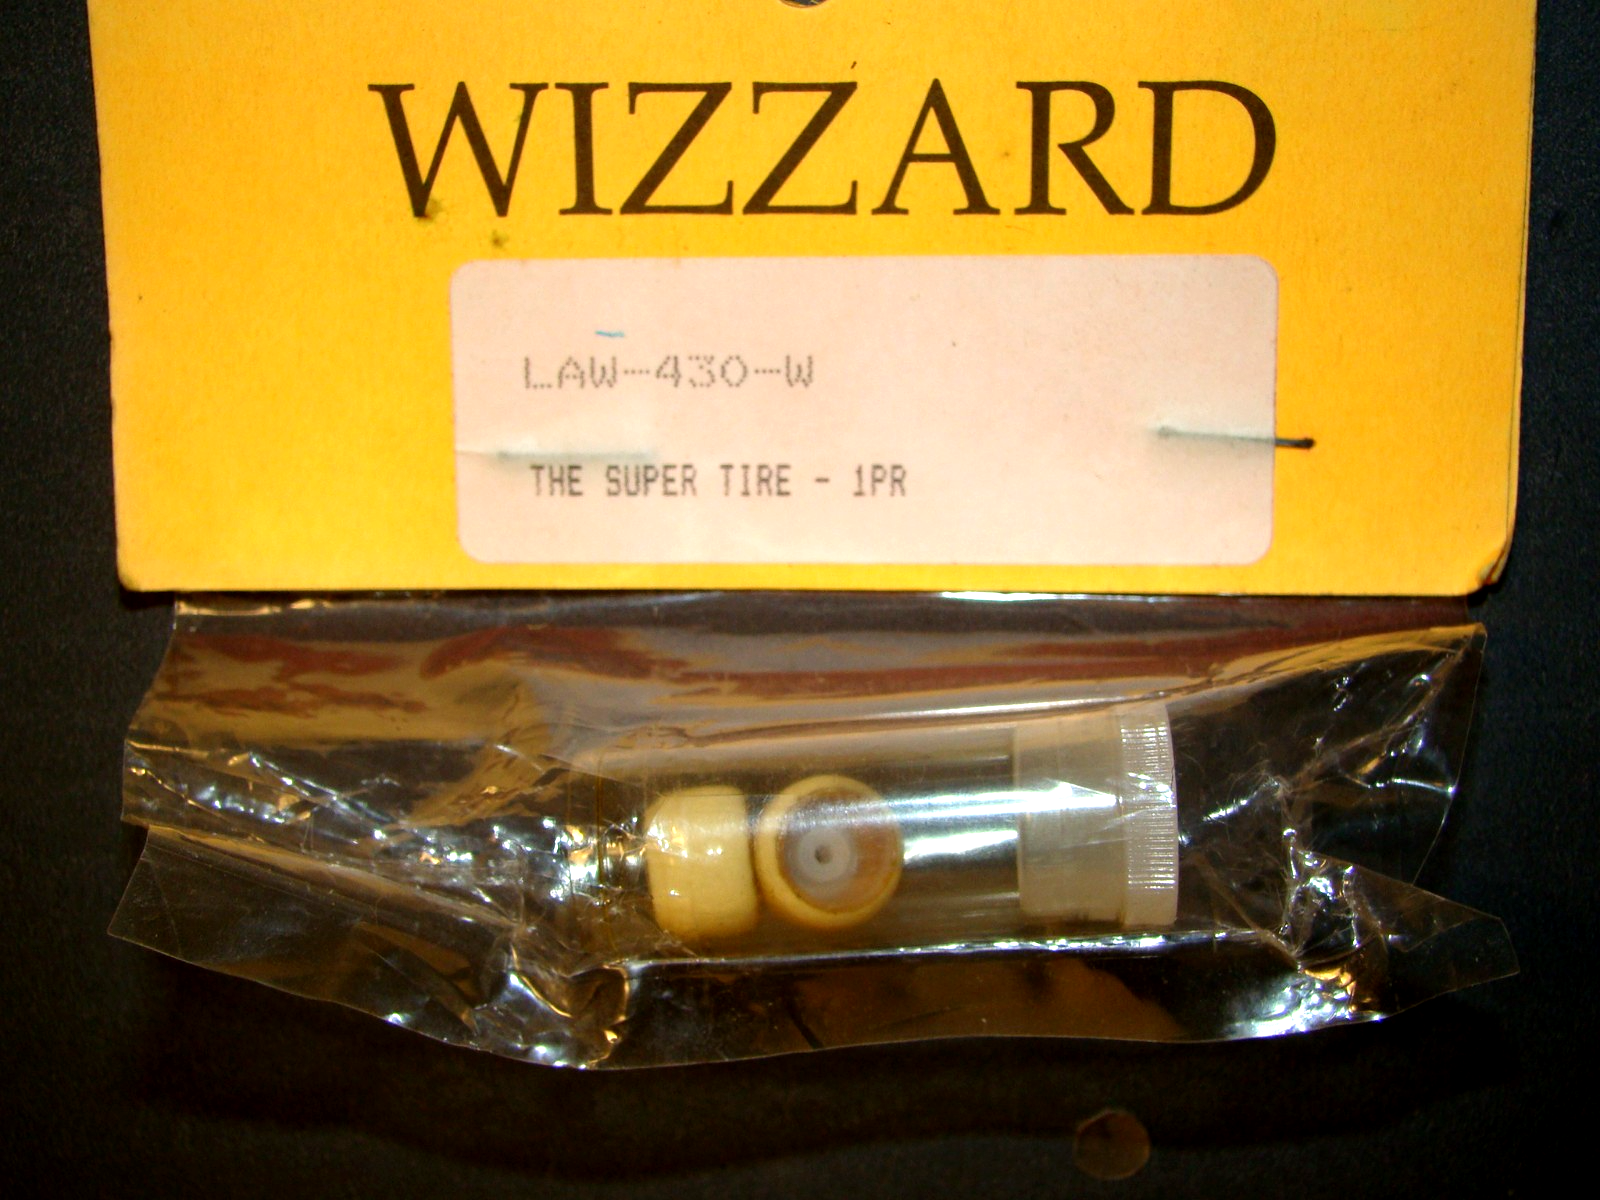 WIZZARD
LAW-430-W
THE SUPER TIRE - 1PR